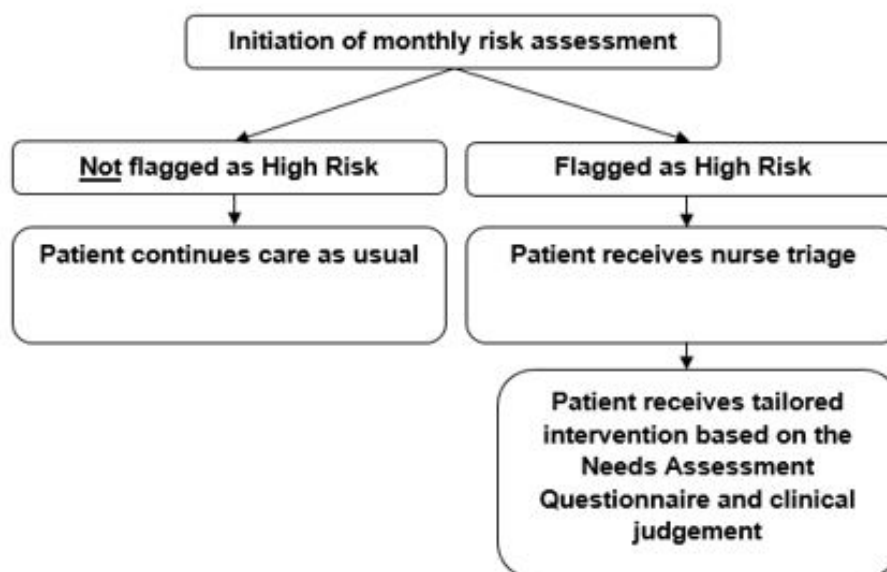 Initiation of monthly risk assessment
Not flagged as High Risk
Flagged as High Risk
Patient continues care as usual
Patient receives nurse triage
Patient receives tailored
intervention based on the
Needs Assessment
Questionnaire and clinical
judgement